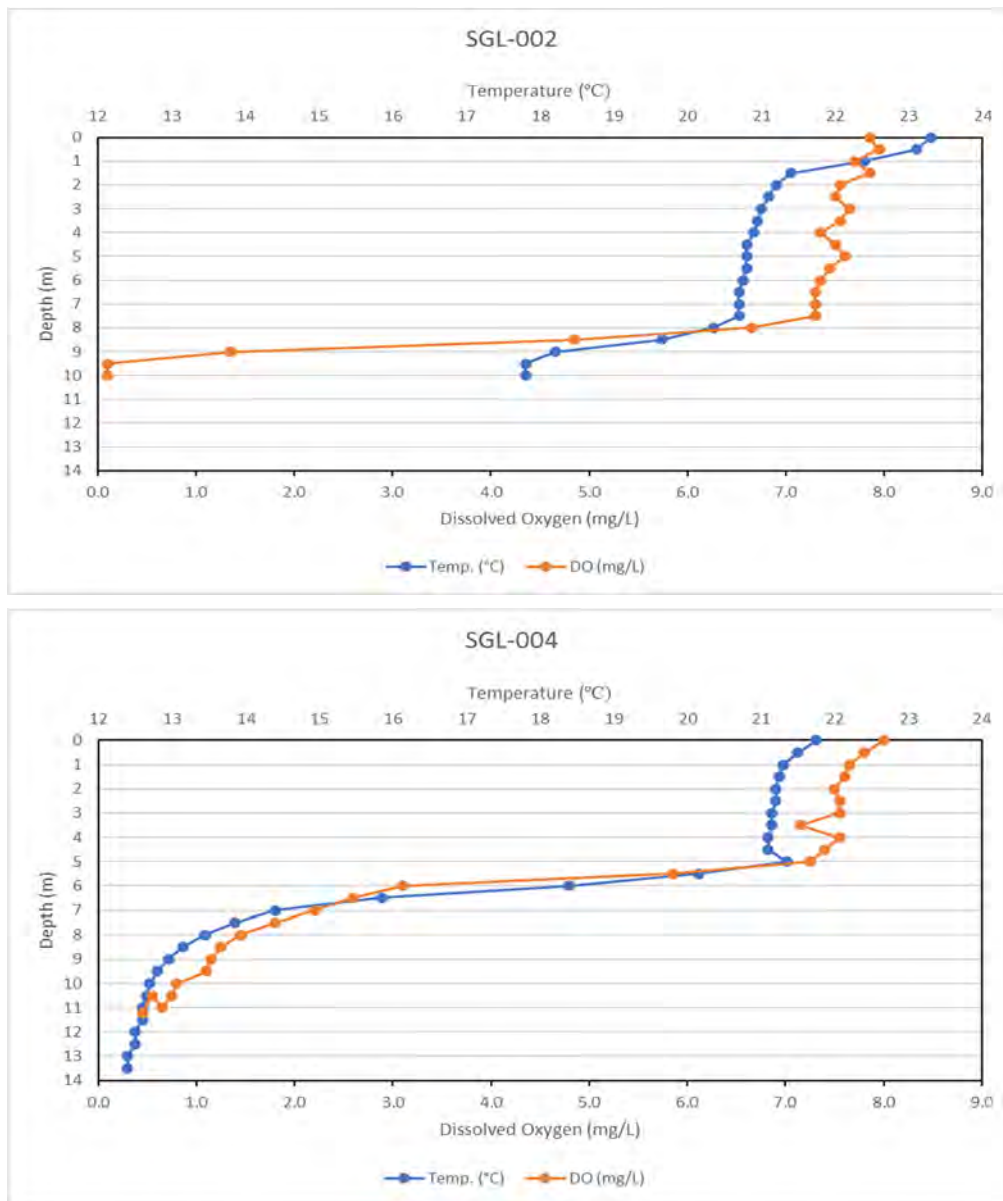 SGL-002
Temperature (°C)
12 13 14 15 16 17 18 19 20 21 22 23 24
0
1
2
3
4
5
6
7
8
9
10
11
12
13
14
Depth (m)
0.0 1.0 2.0 3.0 4.0 5.0 6.0 7.0 8.0 9.0
Dissolved Oxygen (mg/L)
Temp. (°C) DO (mg/L)
SGL-004
Temperature (°C)
12 13 14 15 16 17 18 19 20 21 22 23 24
0
1
2
3
4
5
6
7
8
9
10
11
12
13
14
Depth (m)
0.0 1.0 2.0 3.0 4.0 5.0 6.0 7.0 8.0 9.0
Dissolved Oxygen (mg/L)
Temp. (°C) DO (mg/L)